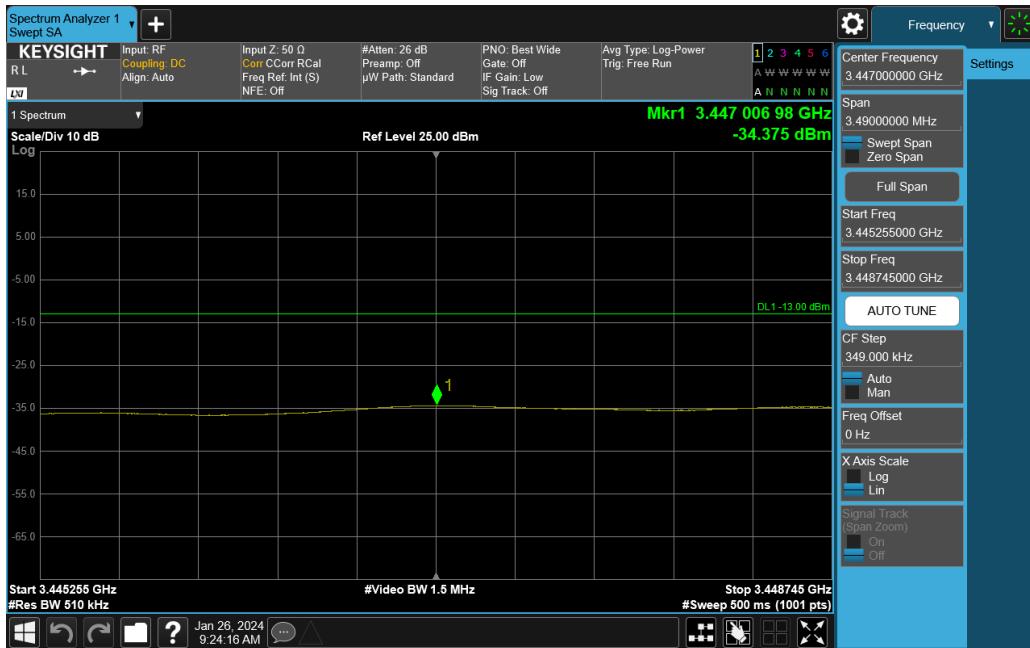 Spectrum Analyzer 1
Swept SA
Frequency
KEYSIGHT
R L
LXI
Input: RF
Coupling: DC
Align: Auto
Input Z: 50 Ω
Corr CCorr RCal
Freq Ref: Int (S)
NFE: Off
#Atten: 26 dB
Preamp: Off
µW Path: Standard
PNO: Best Wide
Gate: Off
IF Gain: Low
Sig Track: Off
Avg Type: Log-Power
Trig: Free Run
1 2 3 4 5 6
A W W W W W
A N N N N N
1 Spectrum
Scale/Div 10 dB
Ref Level 25.00 dBm
Mkr1 3.447 006 98 GHz
-34.375 dBm
Log
15.0
5.00
-5.00
-15.0
-25.0
-35.0
-45.0
-55.0
-65.0
DL1 -13.00 dBm
1
Start 3.445255 GHz
#Video BW 1.5 MHz
Stop 3.448745 GHz
#Res BW 510 kHz
#Sweep 500 ms (1001 pts)
?
Jan 26, 2024
9:24:16 AM
Center Frequency
3.447000000 GHz
Span
3.49000000 MHz
Swept Span
Zero Span
Full Span
Start Freq
3.445255000 GHz
Stop Freq
3.448745000 GHz
AUTO TUNE
CF Step
349.000 kHz
Auto
Man
Freq Offset
0 Hz
X Axis Scale
Log
Lin
Signal Track
(Span Zoom)
On
Off
Settings